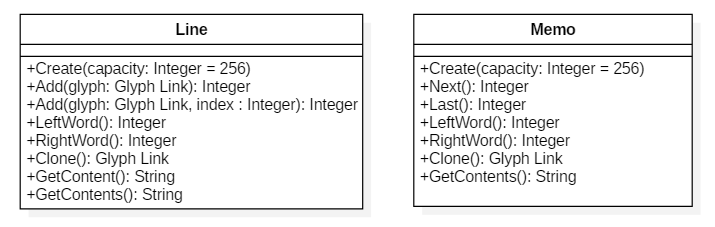 Line
+Create(capacity: Integer = 256)
+Add(glyph: Glyph Link): Integer
+Add(glyph: Glyph Link, index : Integer): Integer
+LeftWord(): Integer
+RightWord(): Integer
+Clone(): Glyph Link
+GetContent(): String
+GetContents(): String
Memo
+Create(capacity: Integer = 256)
+Next(): Integer
+Last(): Integer
+LeftWord(): Integer
+RightWord(): Integer
+Clone(): Glyph Link
+GetContents(): String